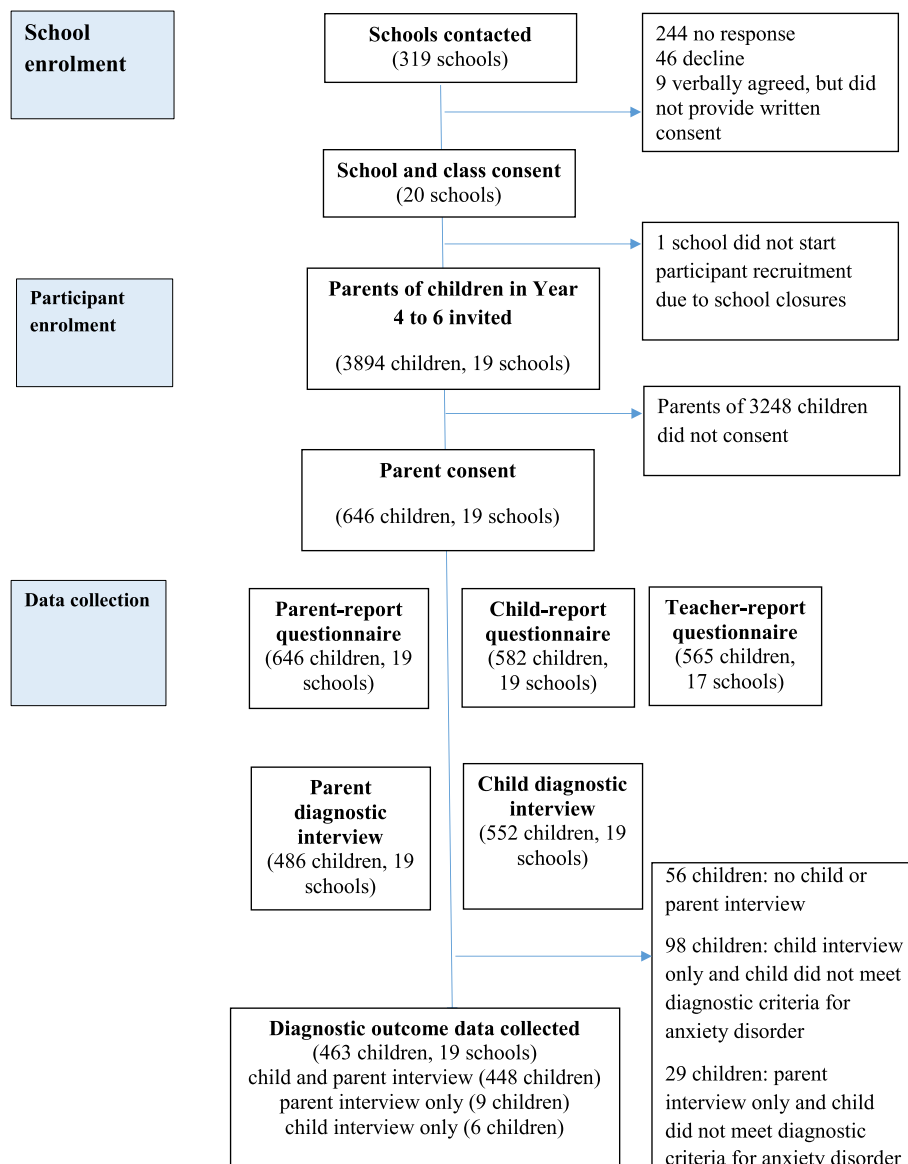 School
enrolment
Schools contacted
(319 schools)
244 no response
46 decline
9 verbally agreed, but did
not provide written
consent
School and class consent
(20 schools)
1 school did not start
participant recruitment
due to school closures
Participant
enrolment
Parents of children in Year
4 to 6 invited
(3894 children, 19 schools)
Parents of 3248 children
did not consent
Parent consent
(646 children, 19 schools)
Data collection
Parent-report
questionnaire
(646 children, 19
schools)
Child-report
questionnaire
(582 children,
19 schools)
Teacher-report
questionnaire
(565 children,
17 schools)
Parent
diagnostic
interview
(486 children, 19
schools)
Child diagnostic
interview
(552 children, 19
schools)
56 children: no child or
parent interview
98 children: child interview
only and child did not meet
diagnostic criteria for
anxiety disorder
29 children: parent
interview only and child
did not meet diagnostic
criteria for anxiety disorder
Diagnostic outcome data collected
(463 children, 19 schools)
child and parent interview (448 children)
parent interview only (9 children)
child interview only (6 children)